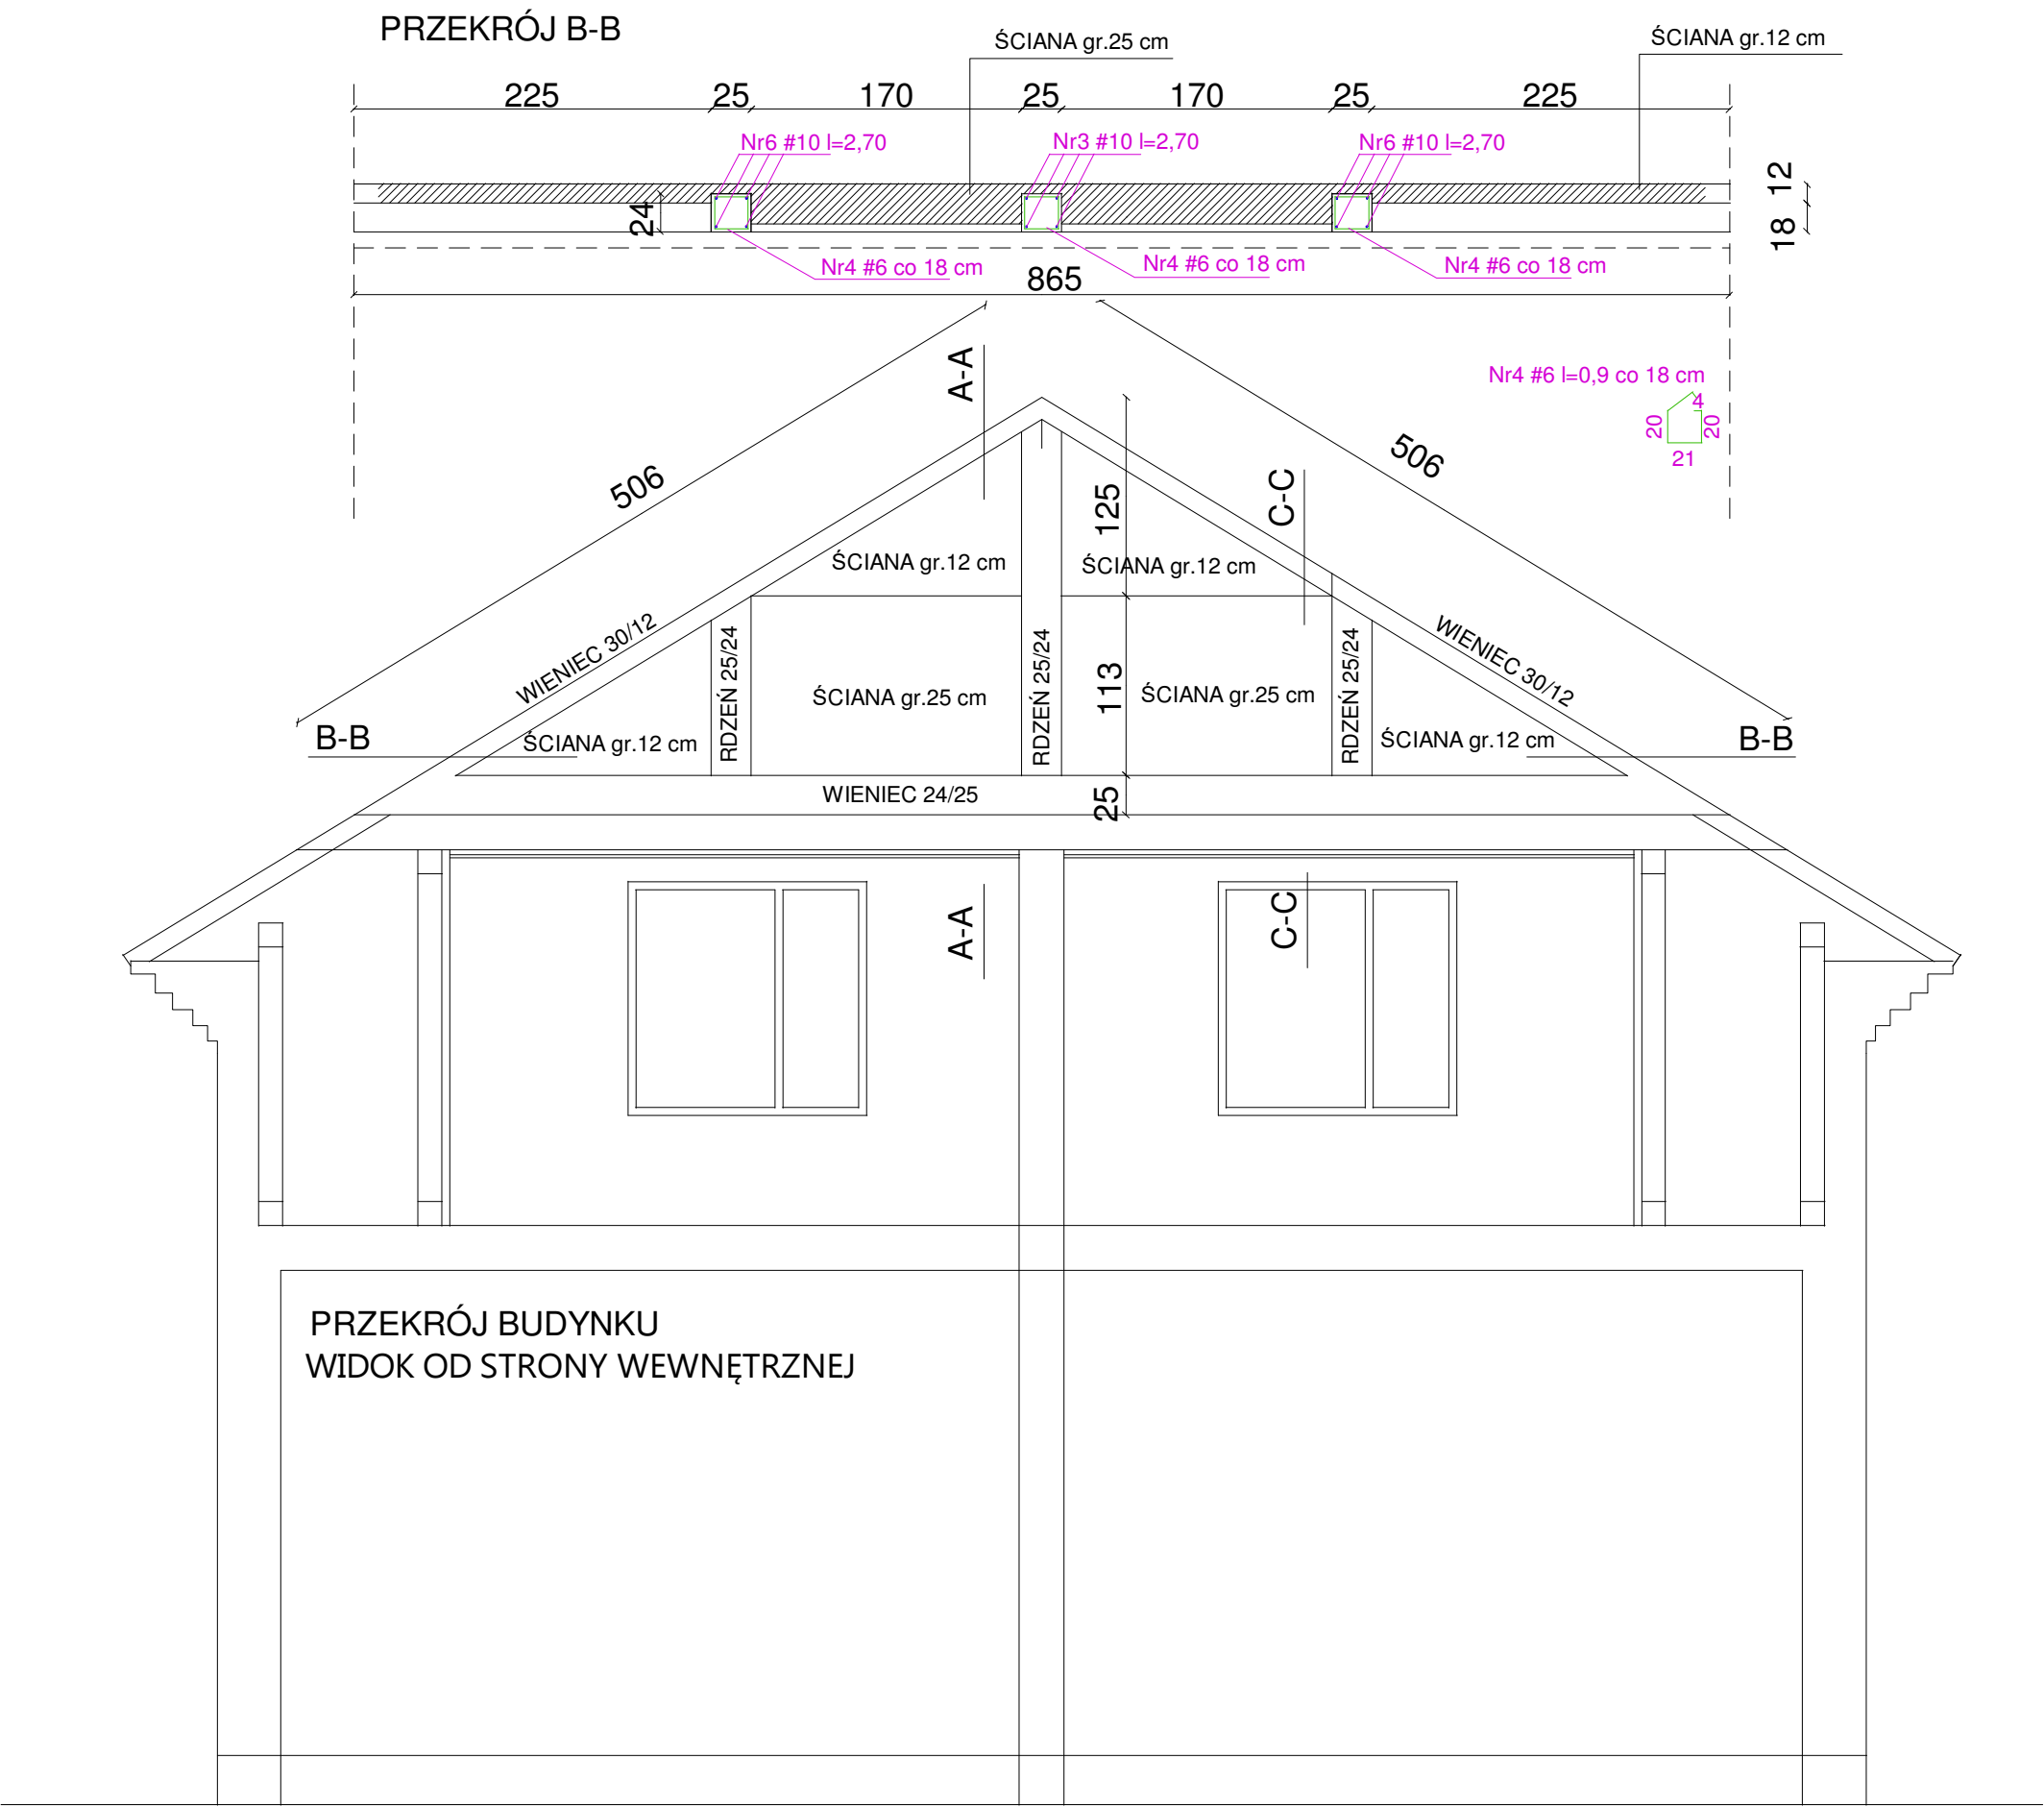 PRZEKRÓJ B-B
ŚCIANA gr.25 cm
ŚCIANA gr.12 cm
225
25
170
25
170
25
225
Nr6 #10 l=2,70
Nr3 #10 l=2,70
Nr6 #10 l=2,70
24
12
18
Nr4 #6 co 18 cm
Nr4 #6 co 18 cm
Nr4 #6 co 18 cm
865
A-A
Nr4 #6 l=0,9 co 18 cm
4
20
20
21
506
506
C-C
125
ŚCIANA gr.12 cm
ŚCIANA gr.12 cm
WIENIEC 30/12
WIENIEC 30/12
RDZEŃ 25/24
RDZEŃ 25/24
RDZEŃ 25/24
ŚCIANA gr.25 cm
113
ŚCIANA gr.25 cm
B-B
ŚCIANA gr.12 cm
ŚCIANA gr.12 cm
B-B
WIENIEC 24/25
25
A-A
C-C
PRZEKRÓJ BUDYNKU
WIDOK OD STRONY WEWNĘTRZNEJ